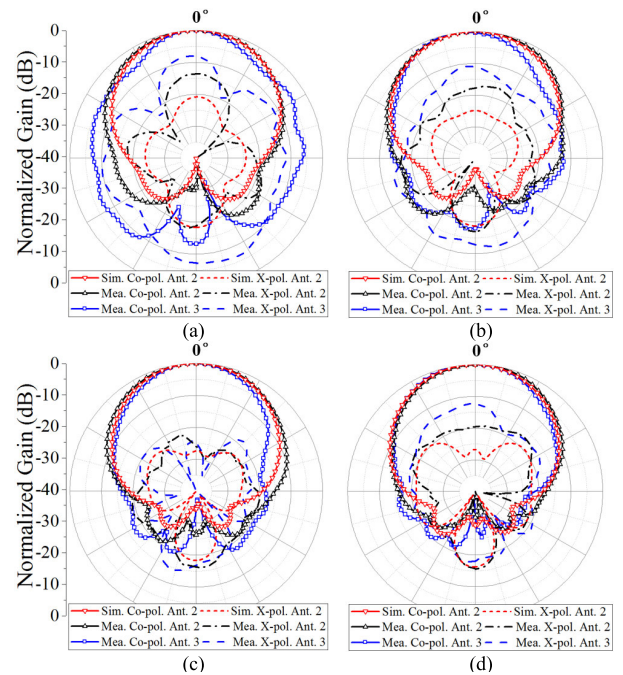 0°
0°
Normalized Gain (dB)
0
-10
-20
-30
-40
-30
-20
-10
0
Sim. Co-pol. Ant. 2 Sim. X-pol. Ant. 2
Mea. Co-pol. Ant. 2 Mea. X-pol. Ant. 2
Mea. Co-pol. Ant. 3 Mea. X-pol. Ant. 3
Sim. Co-pol. Ant. 2 Sim. X-pol. Ant. 2
Mea. Co-pol. Ant. 2 Mea. X-pol. Ant. 2
Mea. Co-pol. Ant. 3 Mea. X-pol. Ant. 3
(a)
(b)
0°
0°
Normalized Gain (dB)
0
-10
-20
-30
-40
-30
-20
-10
0
Sim. Co-pol. Ant. 2 Sim. X-pol. Ant. 2
Mea. Co-pol. Ant. 2 Mea. X-pol. Ant. 2
Mea. Co-pol. Ant. 3 Mea. X-pol. Ant. 3
Sim. Co-pol. Ant. 2 Sim. X-pol. Ant. 2
Mea. Co-pol. Ant. 2 Mea. X-pol. Ant. 2
Mea. Co-pol. Ant. 3 Mea. X-pol. Ant. 3
(c)
(d)